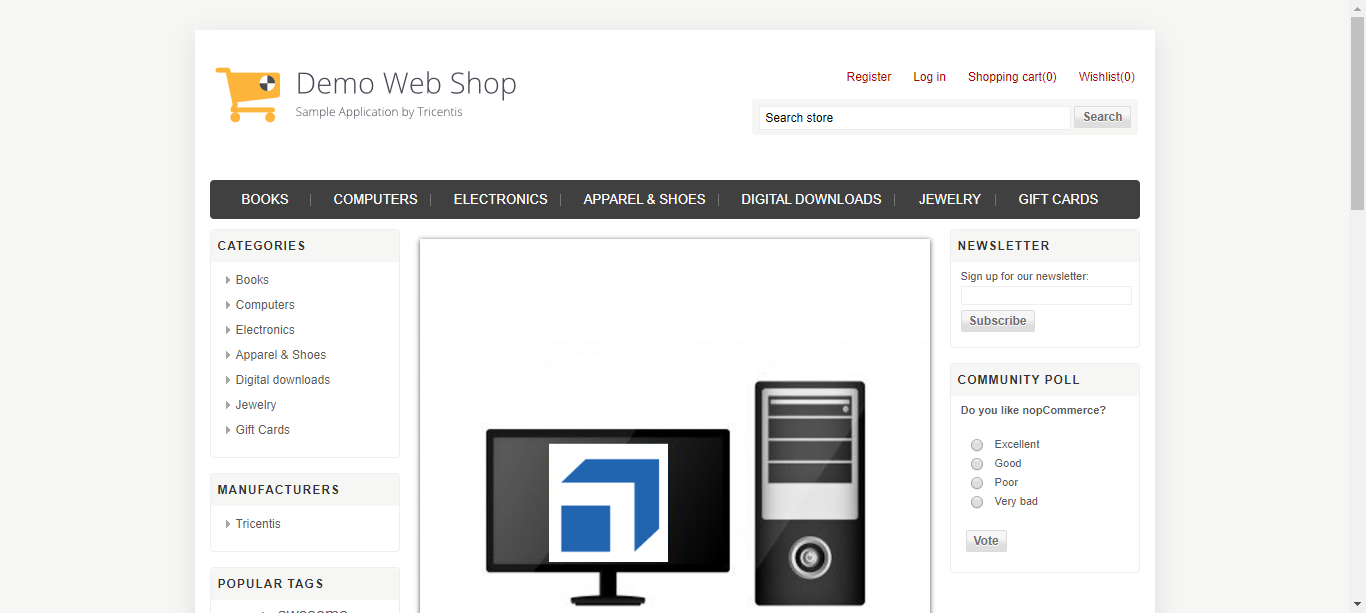 Demo Web Shop
Sample Application by Tricentis
Register
Log in
Shopping cart(0)
Wishlist(0)
Search store
Search
BOOKS
COMPUTERS
ELECTRONICS
APPAREL & SHOES
DIGITAL DOWNLOADS
JEWELRY
GIFT CARDS
CATEGORIES
Books
Computers
Electronics
Apparel & Shoes
Digital downloads
Jewelry
Gift Cards
MANUFACTURERS
Tricentis
POPULAR TAGS
NEWSLETTER
Sign up for our newsletter:
Subscribe
COMMUNITY POLL
Do you like nopCommerce?
Excellent
Good
Poor
Very bad
Vote